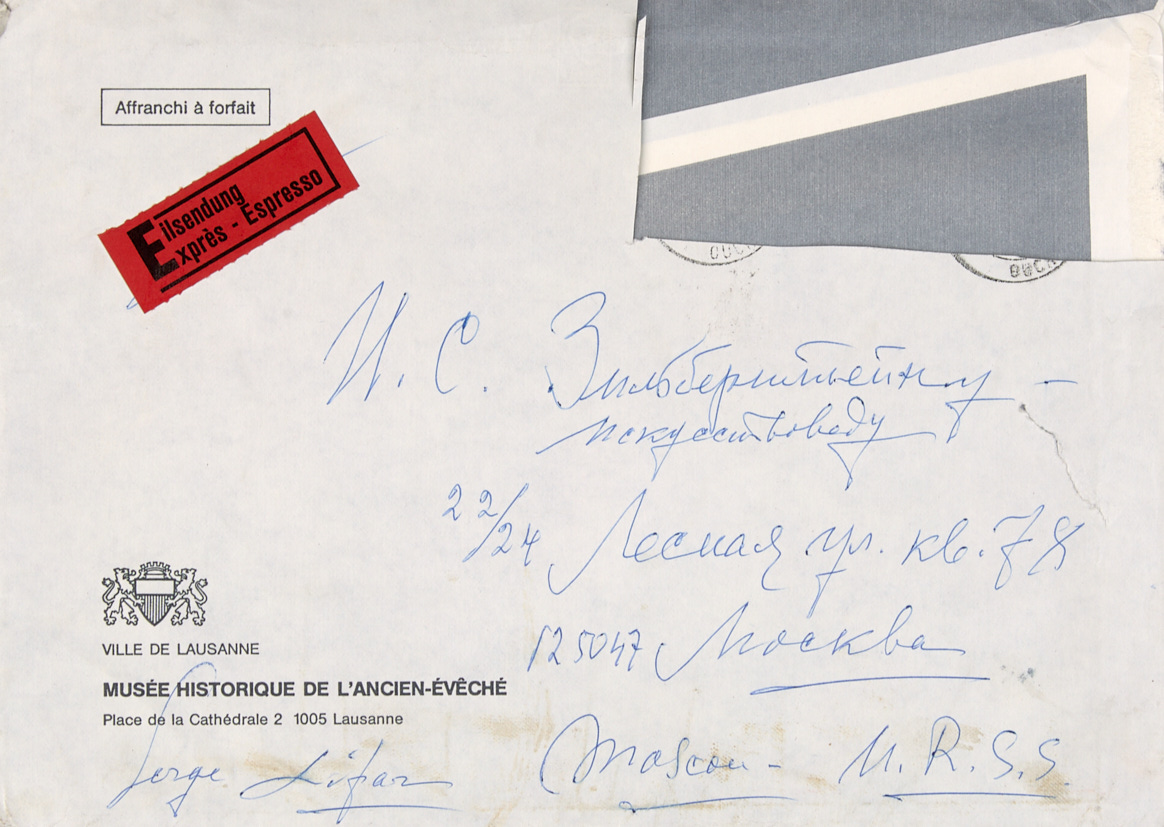 Affranchi à forfait
Eilsendung
Exprès - Espresso
И. С. Зильберштейну –
искусствоведу
22/24 Лесная ул. кв. 78
125047 Москва
VILLE DE LAUSANNE
MUSÉE HISTORIQUE DE L'ANCIEN-ÉVÊCHÉ
Place de la Cathédrale 2 1005 Lausanne
Serge Lifar
Moscou - U.R.S.S.